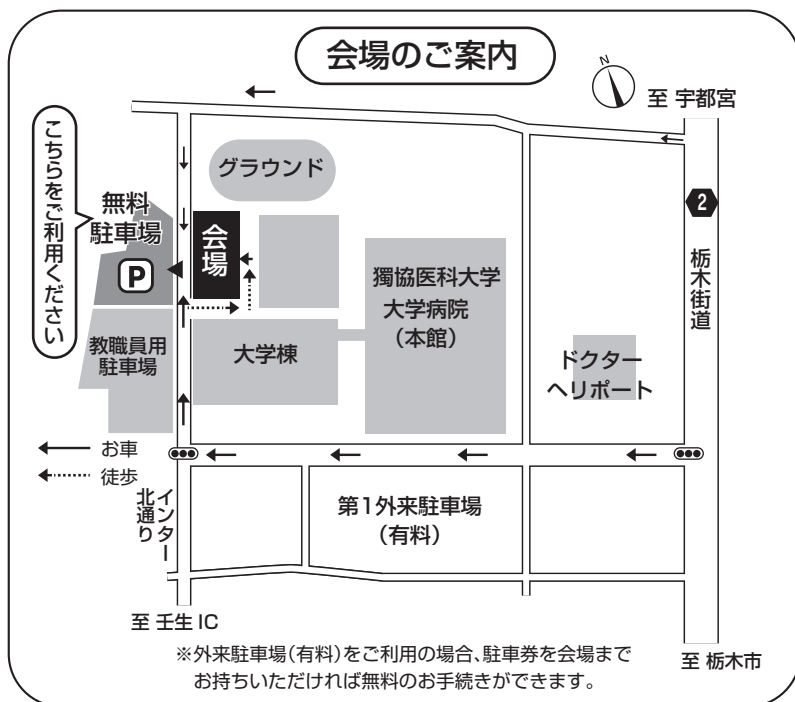 会場のご案内
N
至 宇都宮
こちらをご利用ください
グラウンド
無料
駐車場
P
会場
2
栃木街道
獨協医科大学
大学病院
(本館)
教職員用
駐車場
大学棟
ドクター
ヘリポート
お車
徒歩
インター
北通り
第1外来駐車場
(有料)
至 壬生 IC
至 栃木市
※外来駐車場(有料)をご利用の場合、駐車券を会場まで
お持ちいただければ無料のお手続きができます。